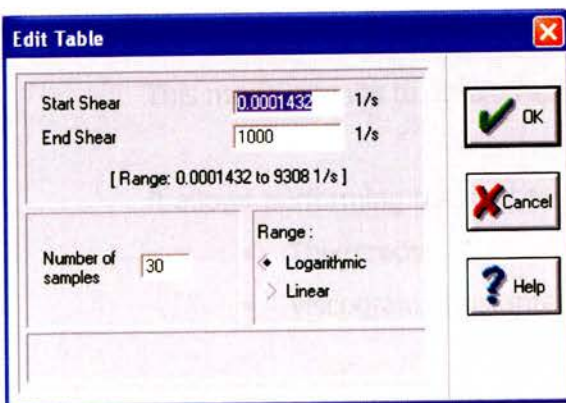 Edit Table
Start Shear 0.0001432 1/s
End Shear 1000 1/s
[ Range: 0.0001432 to 9308 1/s ]
Number of samples 30
Range :
Logarithmic
Linear
OK
Cancel
Help